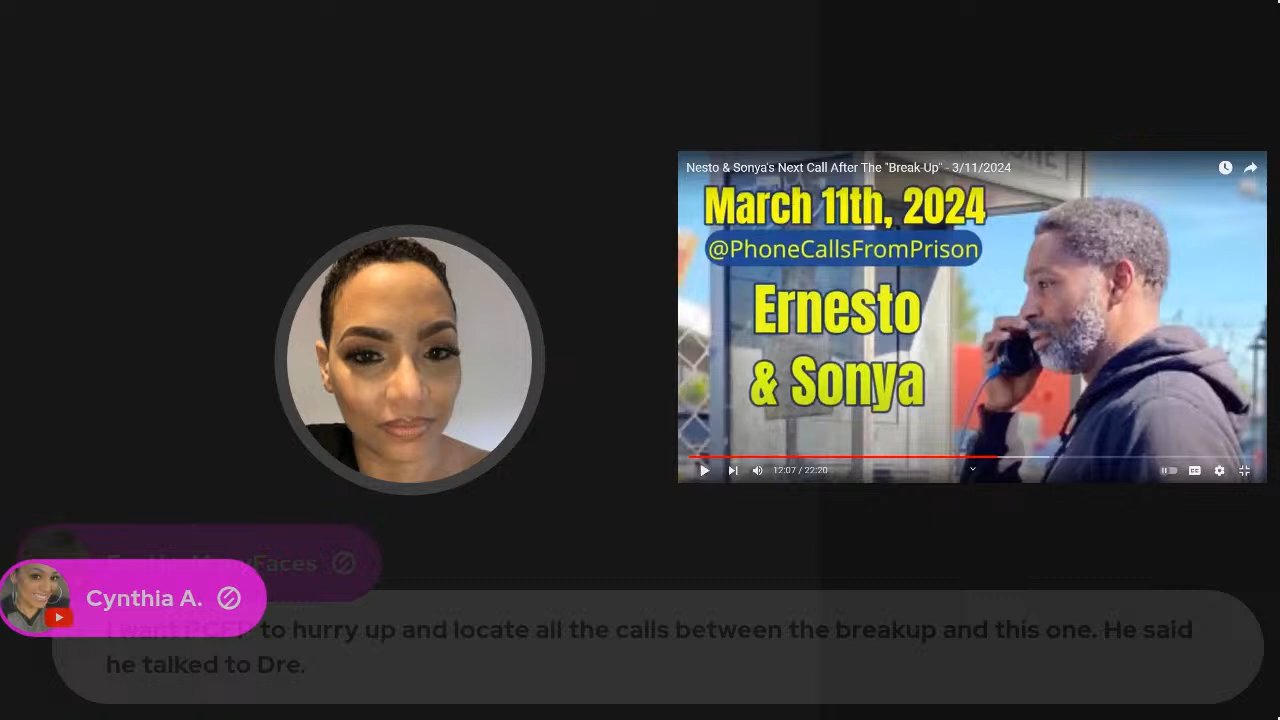 Nesto & Sonya's Next Call After The "Break-Up" - 3/11/2024
March 11th, 2024
@PhoneCallsFromPrison
Ernesto
& Sonya
12:07 / 22:20
Cynthia A.
I want PCFP to hurry up and locate all the calls between the breakup and this one. He said
he talked to Dre.